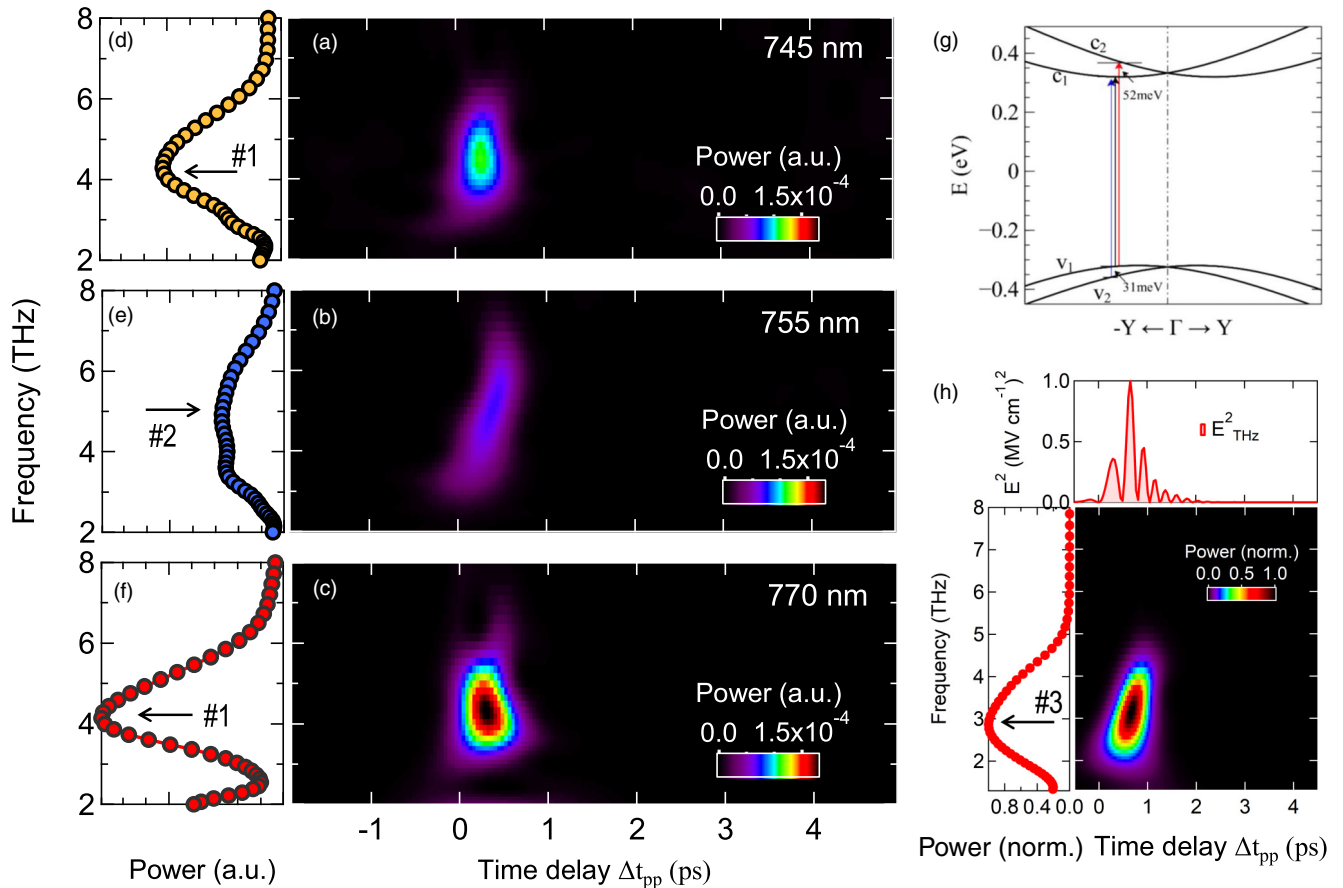 (d)
8
6
4
2
#1
(a)
745 nm
Power (a.u.)
0.0 1.5x10⁻⁴
(e)
8
6
4
2
#2
(b)
755 nm
Power (a.u.)
0.0 1.5x10⁻⁴
(f)
8
6
4
2
#1
(c)
770 nm
Power (a.u.)
0.0 1.5x10⁻⁴
Frequency (THz)
-1 0 1 2 3 4
Power (a.u.)
Time delay Δtpp (ps)
(g)
E (eV)
0.4
0.2
0
−0.2
−0.4
c₂
c₁
52meV
v₁
v₂
31meV
-Y ← Γ → Y
(h)
E² (MV cm⁻¹)²
1.0
0.5
0.0
E²THz
Frequency (THz)
8
7
6
5
4
3
2
#3
Power (norm.)
0.0 0.5 1.0
0.8 0.4 0.0
0 1 2 3 4
Power (norm.)
Time delay Δtpp (ps)